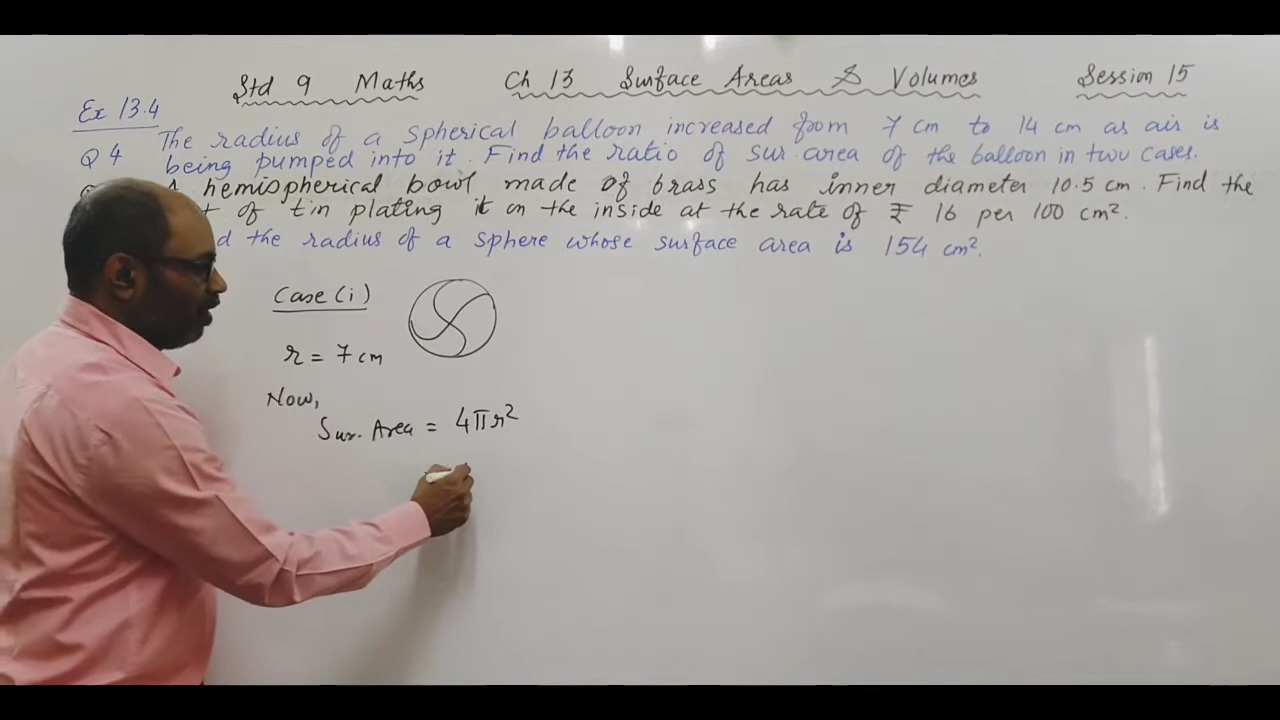 Std 9 Maths Ch 13 Surface Areas & Volumes Session 15
Ex 13.4
Q 4 The radius of a spherical balloon increased from 7 cm to 14 cm as air is
being pumped into it. Find the ratio of sur. area of the balloon in two cases.
hemispherical bowl made of brass has inner diameter 10.5 cm. Find the
of tin plating it on the inside at the rate of ₹ 16 per 100 cm².
the radius of a sphere whose surface area is 154 cm².
Case (i)
r = 7 cm
Now,
Sur. Area = 4πr²